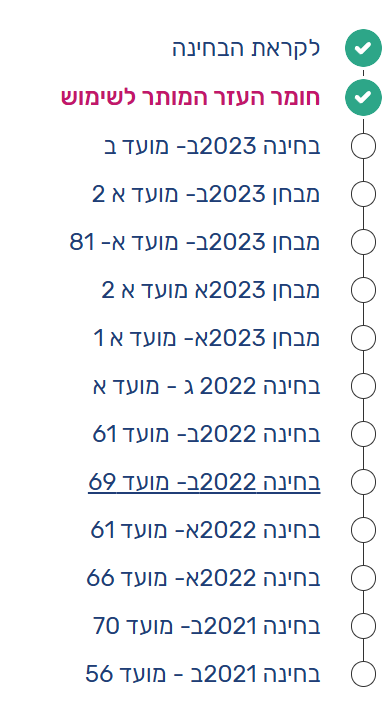 לקראת הבחינה
חומר העזר המותר לשימוש
בחינה 2023ב- מועד ב
מבחן 2023ב- מועד א 2
מבחן 2023ב- מועד א- 81
מבחן 2023א מועד א 2
מבחן 2023א- מועד א 1
בחינה 2022 ג - מועד א
בחינה 2022ב- מועד 61
בחינה 2022ב- מועד 69
בחינה 2022א- מועד 61
בחינה 2022א- מועד 66
בחינה 2021ב- מועד 70
בחינה 2021ב - מועד 56